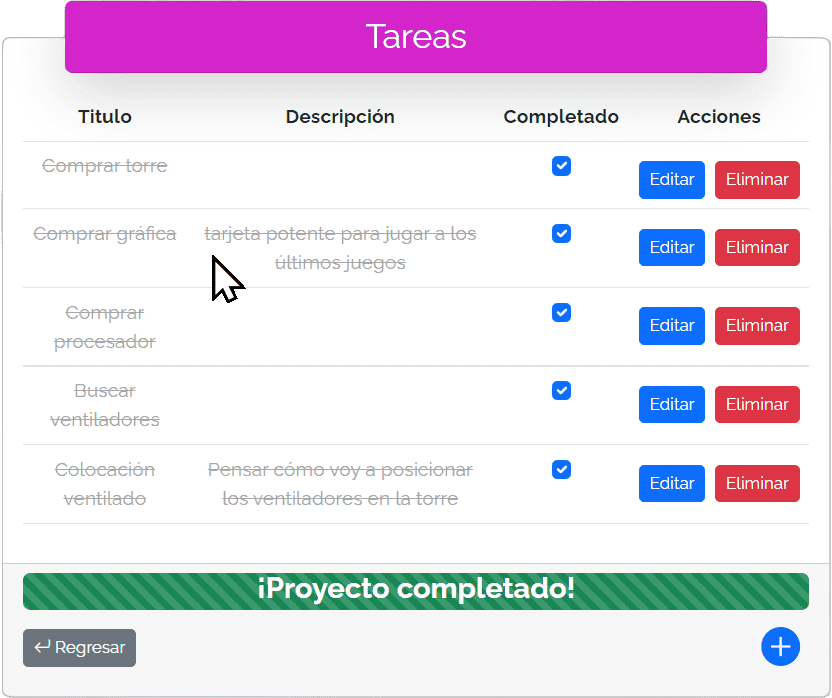 Tareas
Titulo Descripción Completado Acciones
Comprar torre Editar Eliminar
Comprar gráfica tarjeta potente para jugar a los
últimos juegos Editar Eliminar
Comprar
procesador Editar Eliminar
Buscar
ventiladores Editar Eliminar
Colocación Pensar cómo voy a posicionar
ventilado los ventiladores en la torre Editar Eliminar
¡Proyecto completado!
Regresar